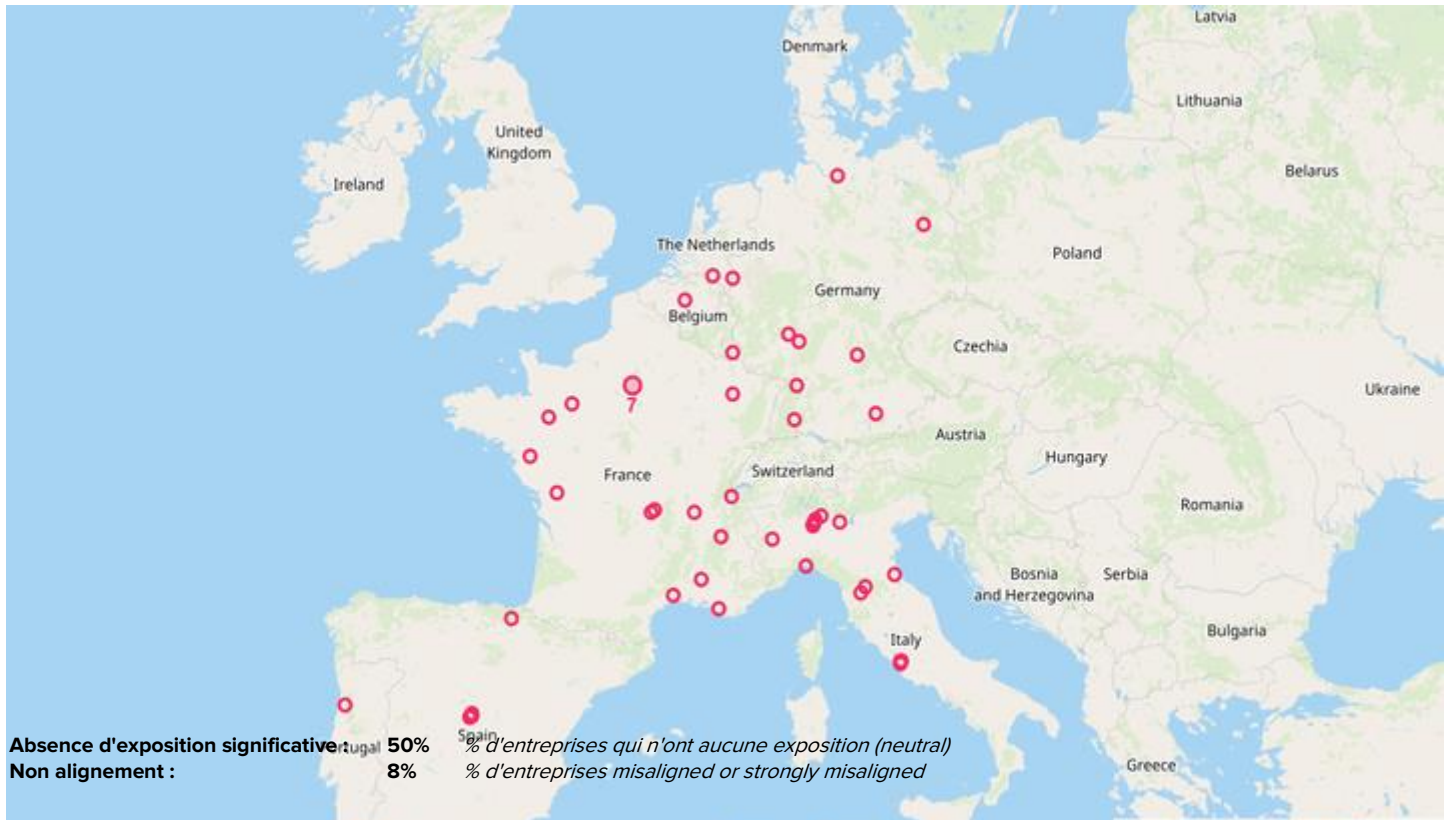 Latvia
Denmark
Lithuania
United
Kingdom
Belarus
Ireland
The Netherlands
Poland
Germany
Belgium
Czechia
Ukraine
7
Austria
Hungary
Switzerland
France
Romania
Bosnia
and Herzegovina
Serbia
Bulgaria
Italy
Spain
Absence d'exposition significative : 50% % d'entreprises qui n'ont aucune exposition (neutral)
Portugal
Non alignement : 8% % d'entreprises misaligned or strongly misaligned
Greece